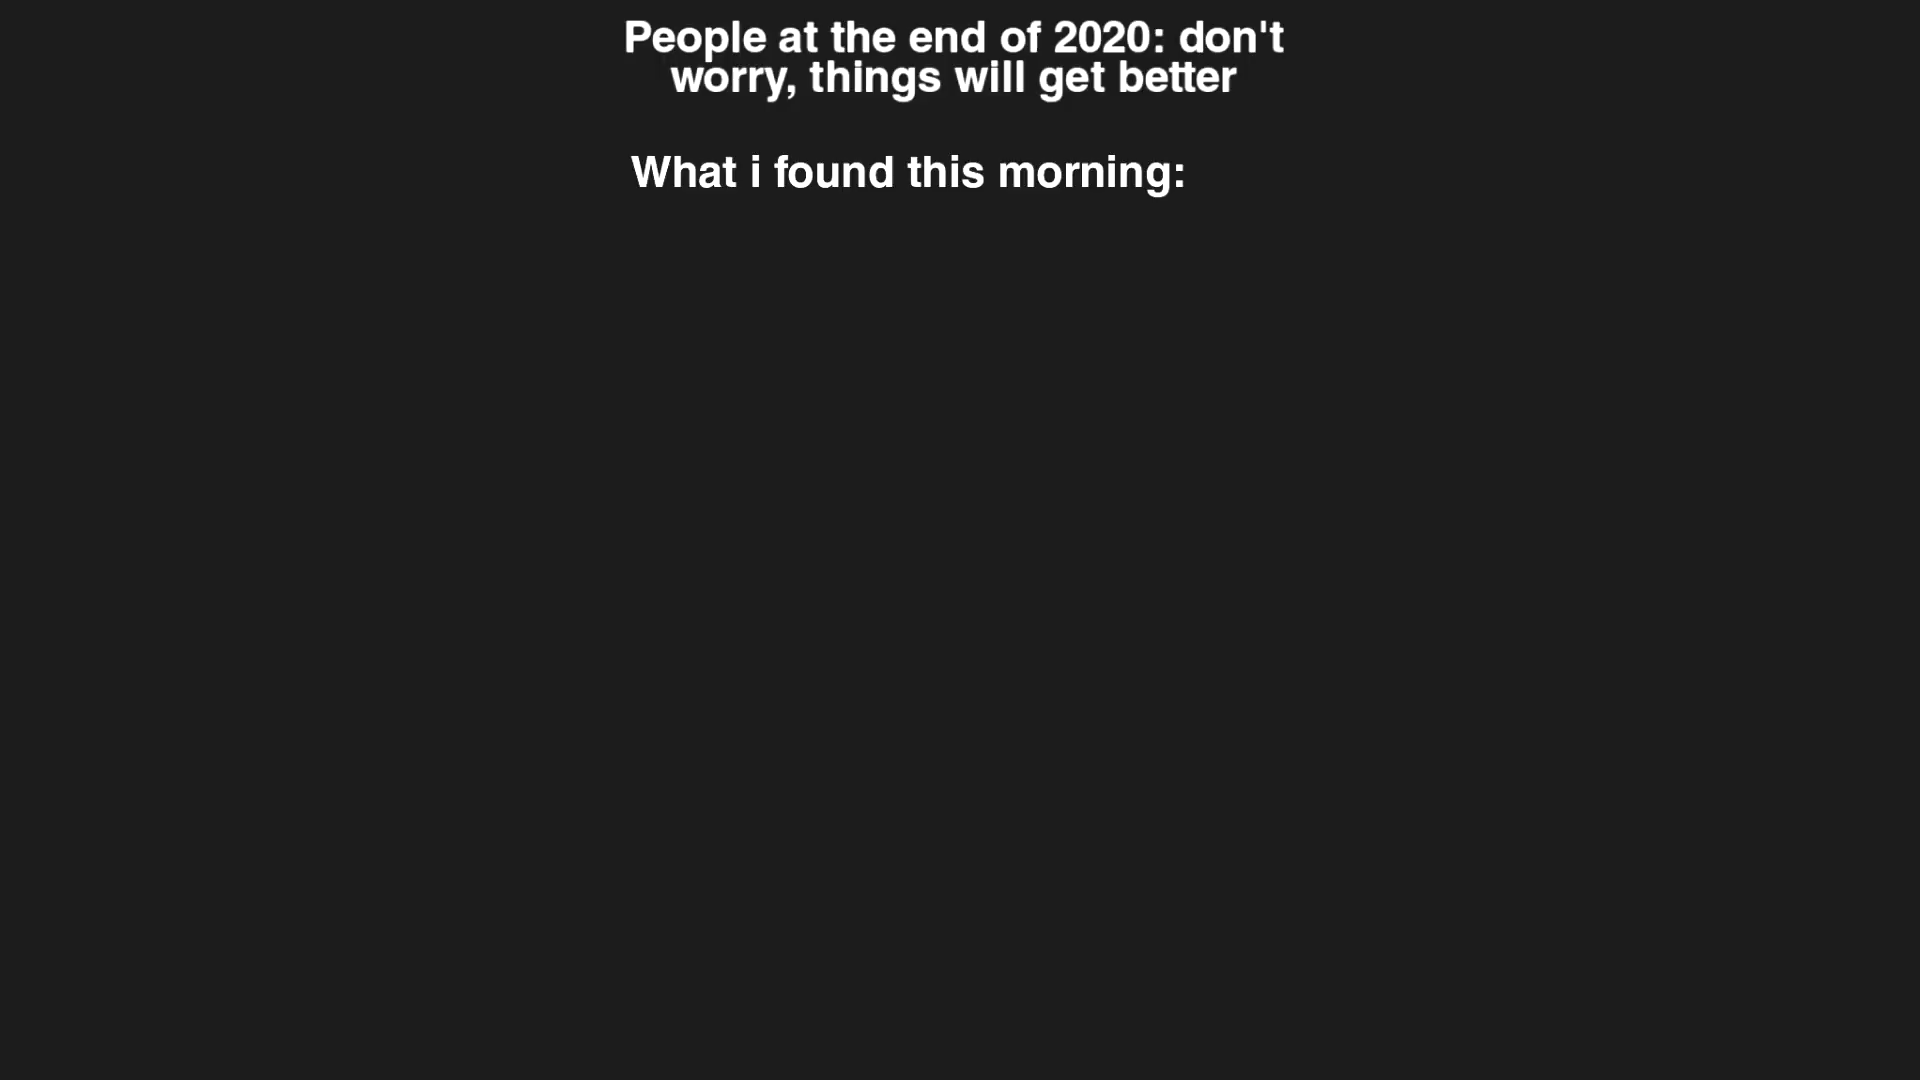 People at the end of 2020: don't
worry, things will get better
What i found this morning: